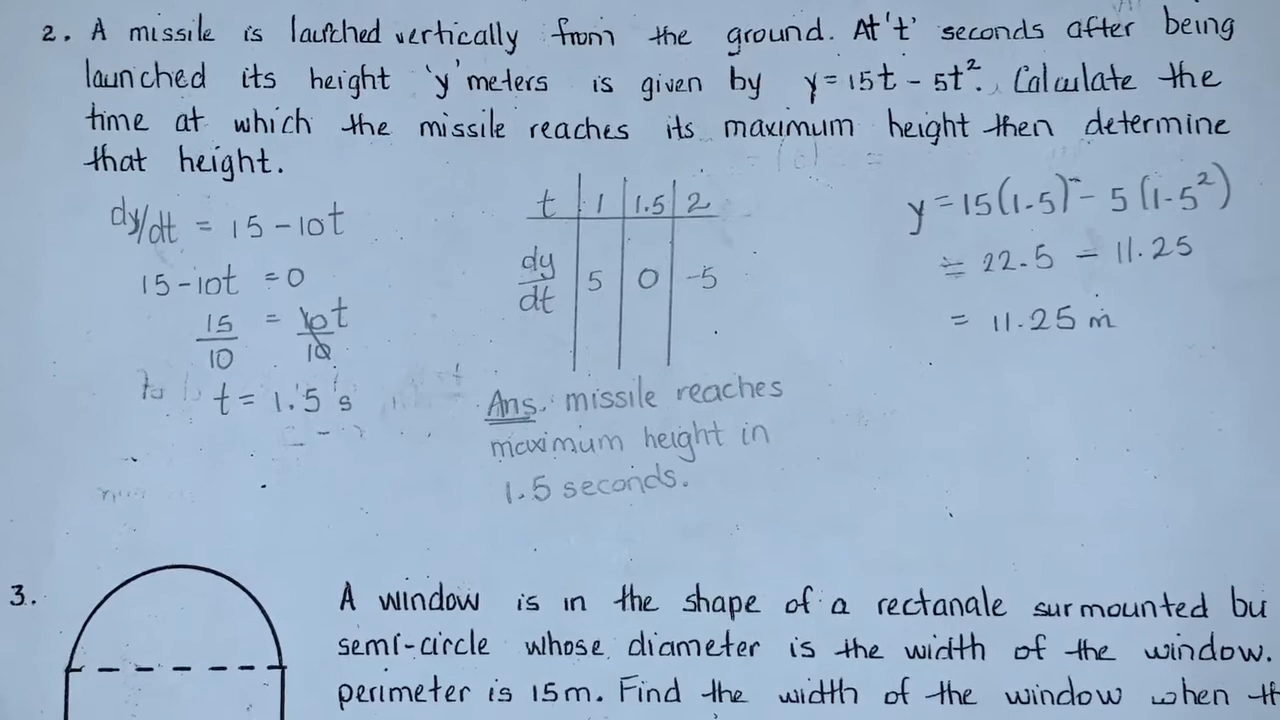 2. A missile is lauched vertically from the ground. At 't' seconds after being
launched its height 'y' meters is given by y = 15t - 5t². Calculate the
time at which the missile reaches its maximum height then determine
that height.
dy/dt = 15 - 10t
15 - 10t = 0
15/10 = 10t/10
t = 1.5 s
t | 1 | 1.5 | 2
dy/dt | 5 | 0 | -5
Ans. missile reaches
maximum height in
1.5 seconds.
y = 15(1.5) - 5(1.5²)
= 22.5 - 11.25
= 11.25 m
3. A window is in the shape of a rectanale surmounted bu
semi-circle whose diameter is the width of the window.
perimeter is 15m. Find the width of the window when th